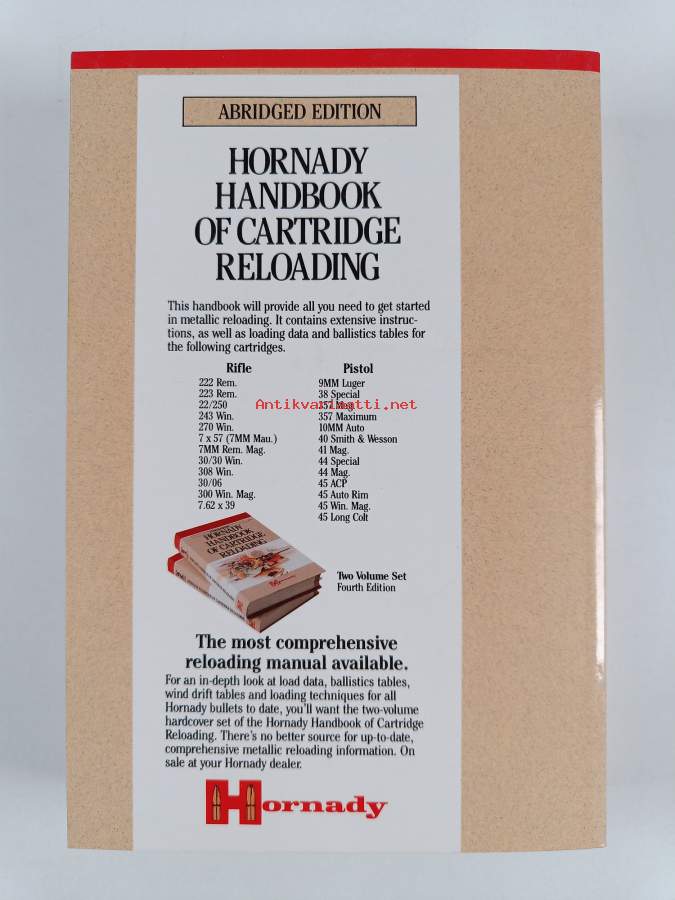 ABRIDGED EDITION
HORNADY
HANDBOOK
OF CARTRIDGE
RELOADING
This handbook will provide all you need to get started
in metallic reloading. It contains extensive instruc-
tions, as well as loading data and ballistics tables for
the following cartridges.
Rifle
222 Rem.
223 Rem.
22/250
243 Win.
270 Win.
7 x 57 (7MM Mau.)
7MM Rem. Mag.
30/30 Win.
308 Win.
30/06
300 Win. Mag.
7.62 x 39
Pistol
9MM Luger
38 Special
357 Mag.
357 Maximum
10MM Auto
40 Smith & Wesson
41 Mag.
44 Special
44 Mag.
45 ACP
45 Auto Rim
45 Win. Mag.
45 Long Colt
Antikvariaatti.net
HORNADY
HANDBOOK
OF CARTRIDGE
RELOADING
Two Volume Set
Fourth Edition
The most comprehensive
reloading manual available.
For an in-depth look at load data, ballistics tables,
wind drift tables and loading techniques for all
Hornady bullets to date, you'll want the two-volume
hardcover set of the Hornady Handbook of Cartridge
Reloading. There's no better source for up-to-date,
comprehensive metallic reloading information. On
sale at your Hornady dealer.
Hornady